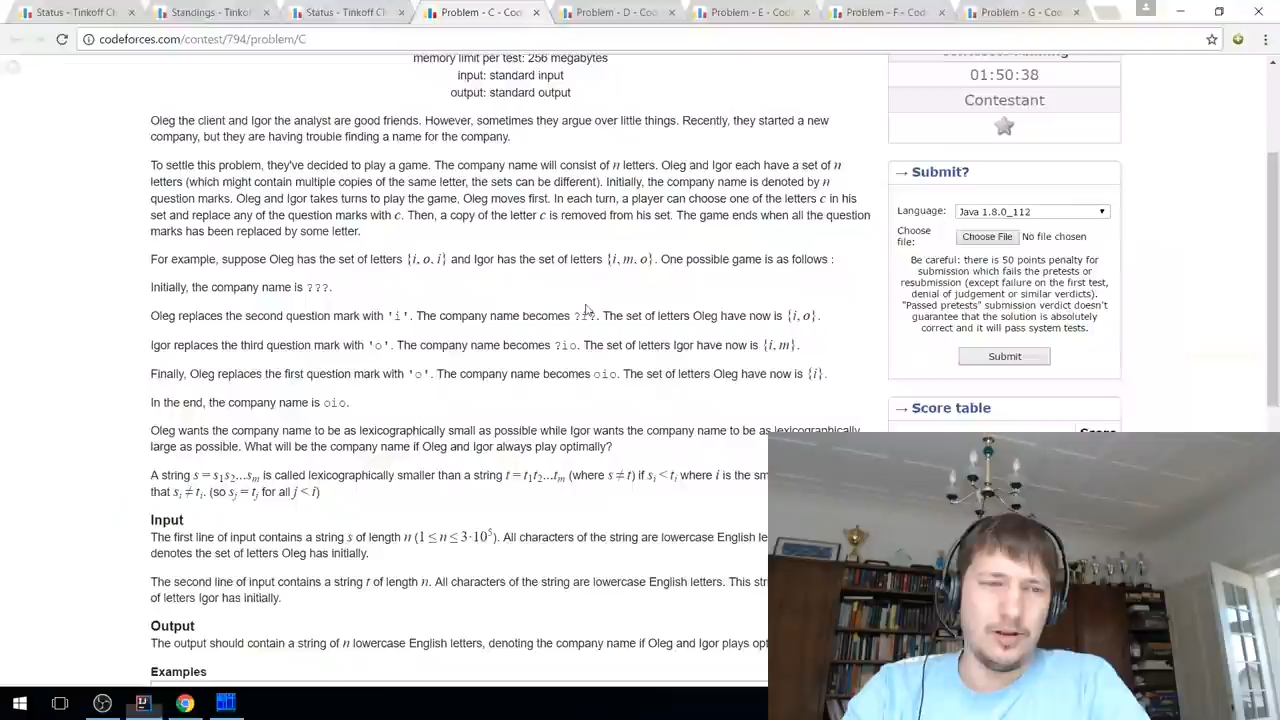 Status - Tinkoff Ch
Standings - Tinkof
Status - Tinkoff Ch
Problem - C - Cod
Problem - D - Cod
Problem - E - Cod
Problem - F - Cod
Problem - G - Cod
codeforces.com/contest/794/problem/C
memory limit per test: 256 megabytes
input: standard input
output: standard output
Oleg the client and Igor the analyst are good friends. However, sometimes they argue over little things. Recently, they started a new
company, but they are having trouble finding a name for the company.
To settle this problem, they've decided to play a game. The company name will consist of n letters. Oleg and Igor each have a set of n
letters (which might contain multiple copies of the same letter, the sets can be different). Initially, the company name is denoted by n
question marks. Oleg and Igor takes turns to play the game, Oleg moves first. In each turn, a player can choose one of the letters c in his
set and replace any of the question marks with c. Then, a copy of the letter c is removed from his set. The game ends when all the question
marks has been replaced by some letter.
For example, suppose Oleg has the set of letters {i, o, i} and Igor has the set of letters {i, m, o}. One possible game is as follows :
Initially, the company name is ???.
Oleg replaces the second question mark with 'i'. The company name becomes ?i?. The set of letters Oleg have now is {i, o}.
Igor replaces the third question mark with 'o'. The company name becomes ?io. The set of letters Igor have now is {i, m}.
Finally, Oleg replaces the first question mark with 'o'. The company name becomes oio. The set of letters Oleg have now is {i}.
In the end, the company name is oio.
Oleg wants the company name to be as lexicographically small as possible while Igor wants the company name to be as lexicographically
large as possible. What will be the company name if Oleg and Igor always play optimally?
A string s = s1s2...sm is called lexicographically smaller than a string t = t1t2...tm (where s ≠ t) if si < ti where i is the sm
that si ≠ ti. (so sj = tj for all j < i)
Input
The first line of input contains a string s of length n (1 ≤ n ≤ 3·10^5). All characters of the string are lowercase English le
denotes the set of letters Oleg has initially.
The second line of input contains a string t of length n. All characters of the string are lowercase English letters. This str
of letters Igor has initially.
Output
The output should contain a string of n lowercase English letters, denoting the company name if Oleg and Igor plays opt
Examples
01:50:38
Contestant
→ Submit?
Language: Java 1.8.0_112
Choose
file: Choose File No file chosen
Be careful: there is 50 points penalty for
submission which fails the pretests or
resubmission (except failure on the first test,
denial of judgement or similar verdicts).
"Passed pretests" submission verdict doesn't
guarantee that the solution is absolutely
correct and it will pass system tests.
Submit
→ Score table
Score